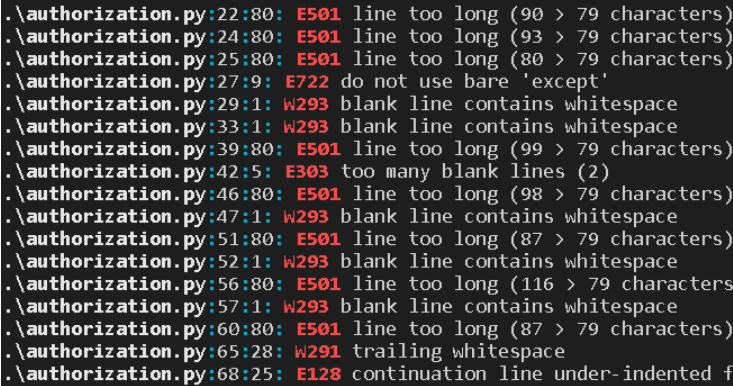 .\authorization.py:22:80: E501 line too long (90 > 79 characters)
.\authorization.py:24:80: E501 line too long (93 > 79 characters)
.\authorization.py:25:80: E501 line too long (80 > 79 characters)
.\authorization.py:27:9: E722 do not use bare 'except'
.\authorization.py:29:1: W293 blank line contains whitespace
.\authorization.py:33:1: W293 blank line contains whitespace
.\authorization.py:39:80: E501 line too long (99 > 79 characters)
.\authorization.py:42:5: E303 too many blank lines (2)
.\authorization.py:46:80: E501 line too long (98 > 79 characters)
.\authorization.py:47:1: W293 blank line contains whitespace
.\authorization.py:51:80: E501 line too long (87 > 79 characters)
.\authorization.py:52:1: W293 blank line contains whitespace
.\authorization.py:56:80: E501 line too long (116 > 79 characters
.\authorization.py:57:1: W293 blank line contains whitespace
.\authorization.py:60:80: E501 line too long (87 > 79 characters)
.\authorization.py:65:28: W291 trailing whitespace
.\authorization.py:68:25: E128 continuation line under-indented f